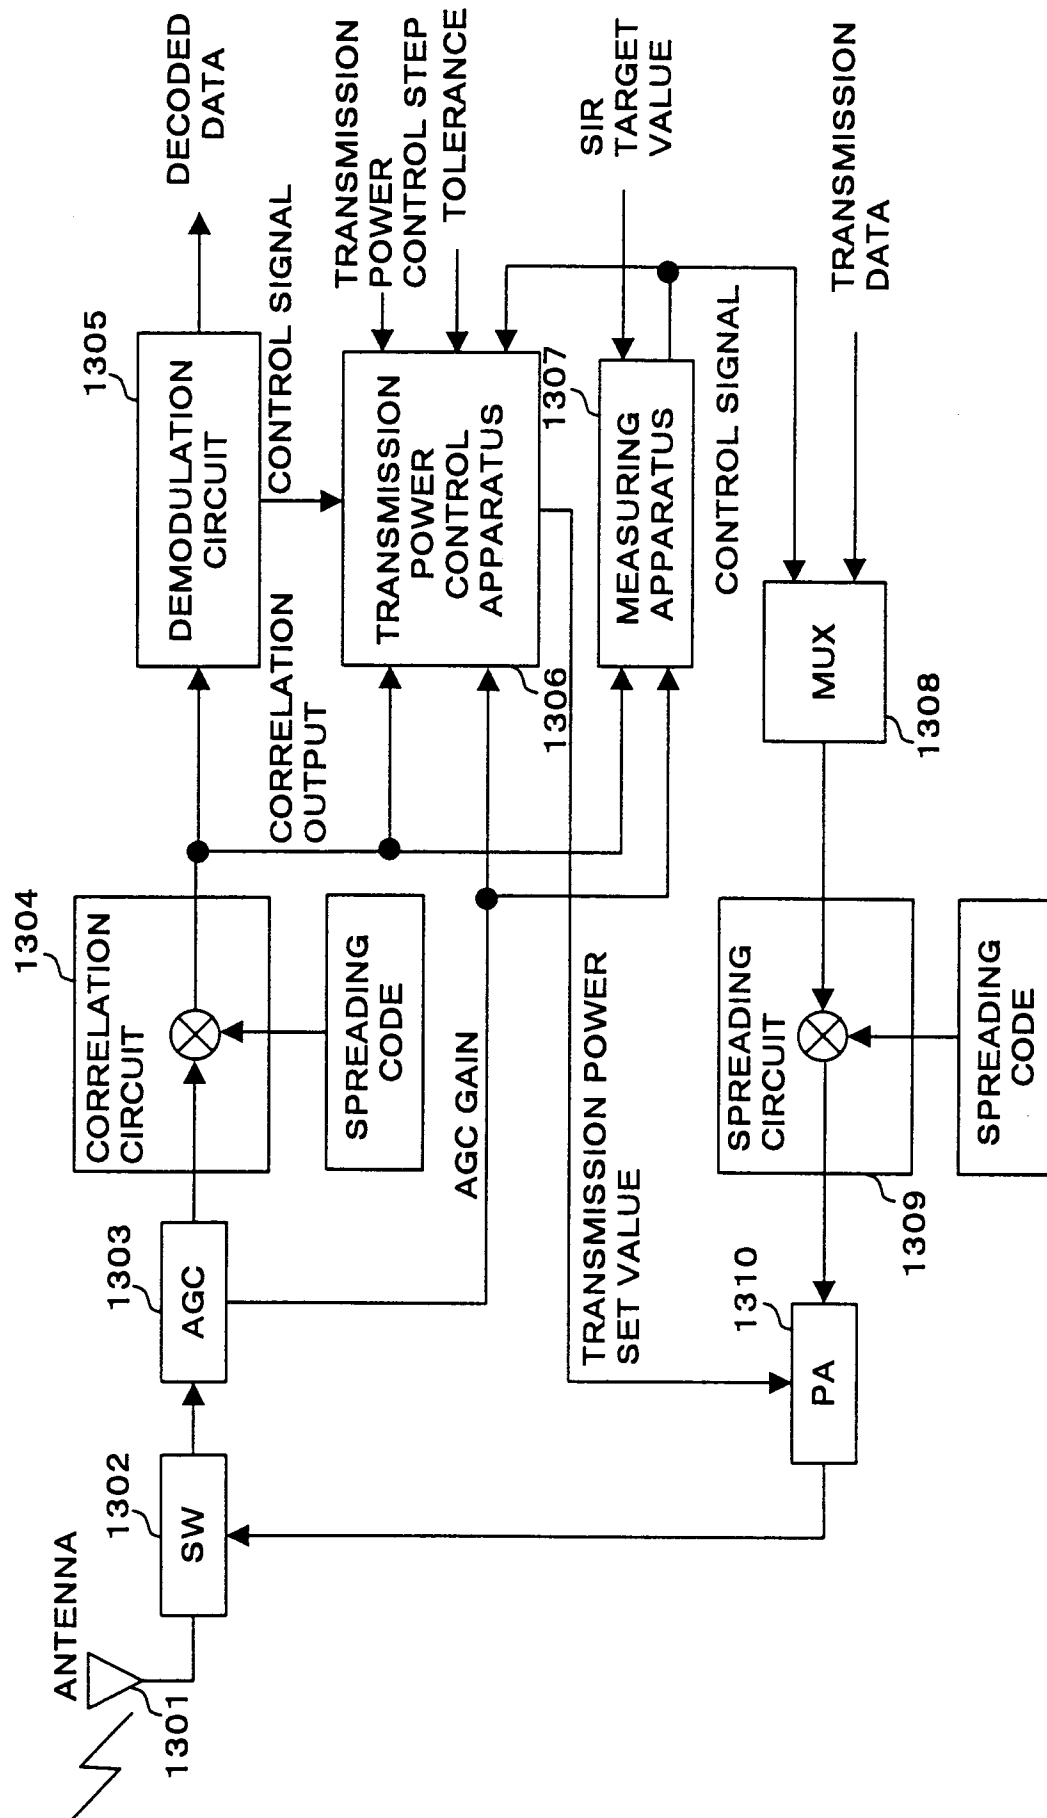 ANTENNA
1301
1302
SW
1303
AGC
1304
CORRELATION
CIRCUIT
SPREADING
CODE
AGC GAIN
CORRELATION
OUTPUT
1305
DEMODULATION
CIRCUIT
DECODED
DATA
CONTROL SIGNAL
TRANSMISSION
POWER
CONTROL STEP
TOLERANCE
TRANSMISSION
POWER
CONTROL
APPARATUS
1306
1307
MEASURING
APPARATUS
SIR
TARGET
VALUE
CONTROL SIGNAL
TRANSMISSION
DATA
MUX
1308
TRANSMISSION POWER
SET VALUE
SPREADING
CIRCUIT
1309
SPREADING
CODE
1310
PA